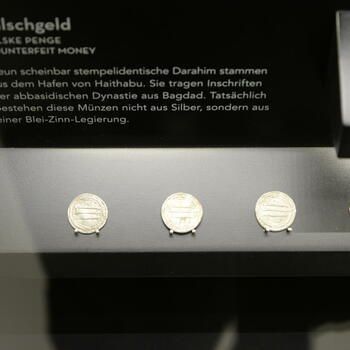 lschgeld
LSKE PENGE
UNTERFEIT MONEY
eun scheinbar stempelidentische Darahim stammen
us dem Hafen von Haithabu. Sie tragen Inschriften
er abbasidischen Dynastie aus Bagdad. Tatsächlich
estehen diese Münzen nicht aus Silber, sondern aus
einer Blei-Zinn-Legierung.